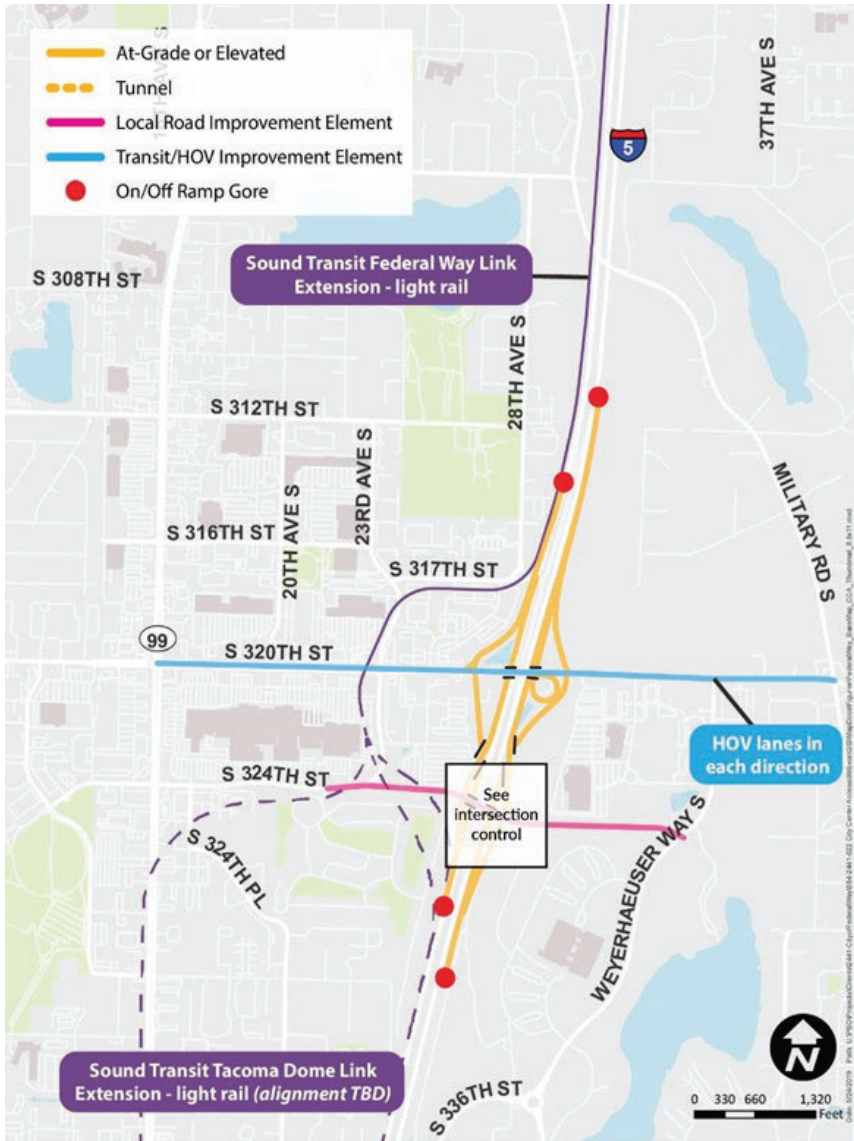 At-Grade or Elevated
Tunnel
Local Road Improvement Element
Transit/HOV Improvement Element
On/Off Ramp Gore
5
37TH AVE S
S 308TH ST
Sound Transit Federal Way Link
Extension - light rail
28TH AVE S
S 312TH ST
23RD AVE S
20TH AVE S
S 316TH ST
S 317TH ST
MILITARY RD S
99
S 320TH ST
HOV lanes in
each direction
S 324TH ST
See
intersection
control
S 324TH PL
WEYERHAEUSER WAY S
Sound Transit Tacoma Dome Link
Extension - light rail (alignment TBD)
S 336TH ST
N
0 330 660 1,320
Feet